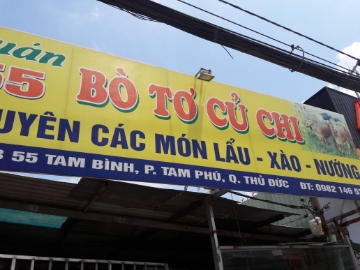 Quán
55 BÒ TƠ CỦ CHI
UYÊN CÁC MÓN LẨU - XÀO - NƯỚNG
55 TAM BÌNH, P. TAM PHÚ, Q. THỦ ĐỨC ĐT: 0982 146